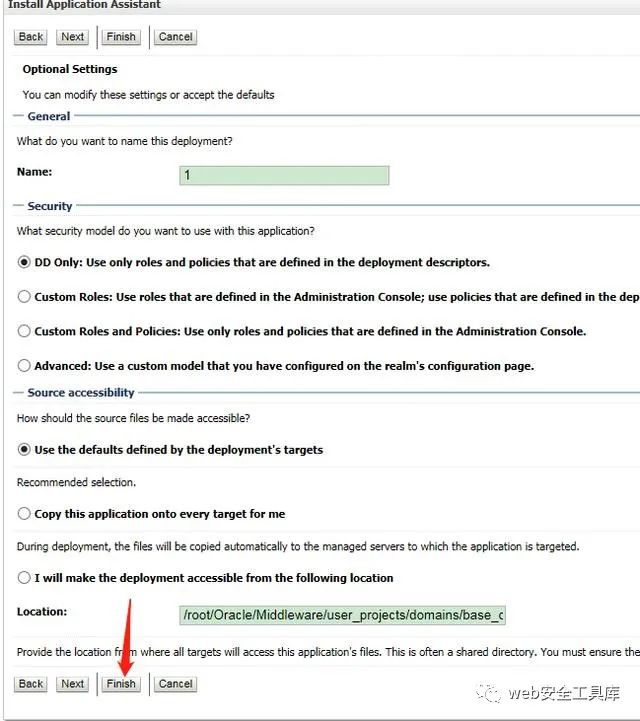 Install Application Assistant
Back Next Finish Cancel
Optional Settings
You can modify these settings or accept the defaults
General
What do you want to name this deployment?
Name: 1
Security
What security model do you want to use with this application?
DD Only: Use only roles and policies that are defined in the deployment descriptors.
Custom Roles: Use roles that are defined in the Administration Console; use policies that are defined in the dep
Custom Roles and Policies: Use only roles and policies that are defined in the Administration Console.
Advanced: Use a custom model that you have configured on the realm's configuration page.
Source accessibility
How should the source files be made accessible?
Use the defaults defined by the deployment's targets
Recommended selection.
Copy this application onto every target for me
During deployment, the files will be copied automatically to the managed servers to which the application is targeted.
I will make the deployment accessible from the following location
Location: /root/Oracle/Middleware/user_projects/domains/base_d
Provide the location from where all targets will access this application's files. This is often a shared directory. You must ensure the
Back Next Finish Cancel
web安全工具库